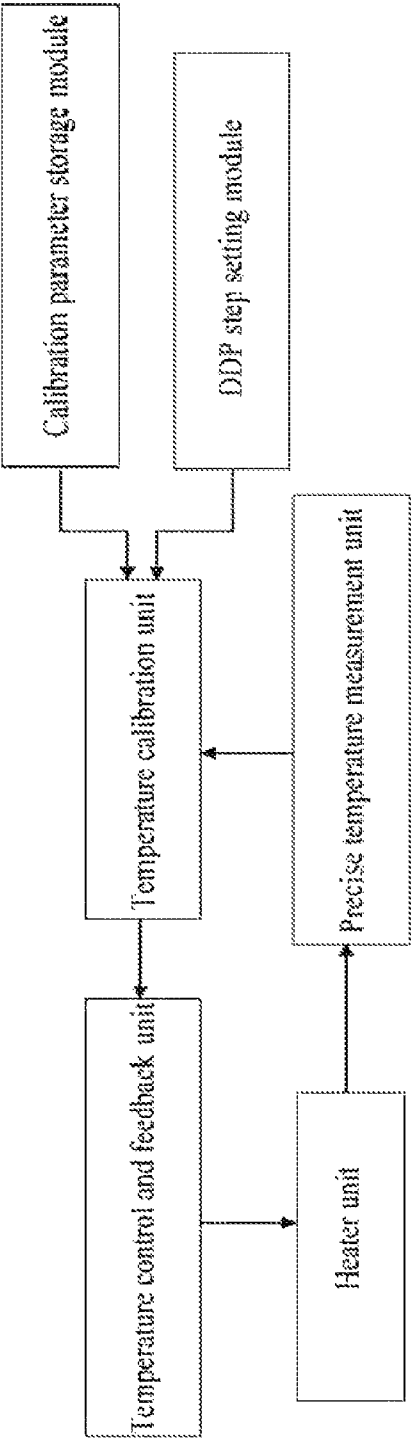 Calibration parameter storage module
DDP step setting module
Temperature calibration unit
Precise temperature measurement unit
Temperature control and feedback unit
Heater unit